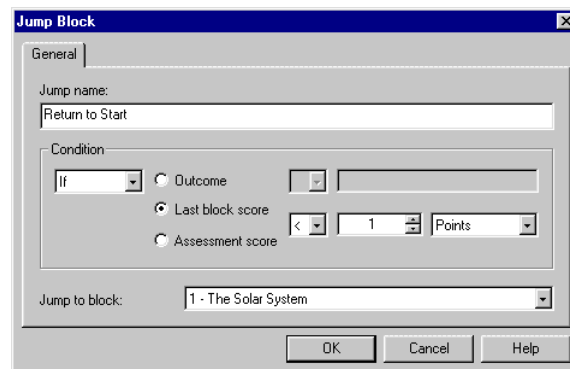 Jump Block
General
Jump name:
Return to Start
Condition
If
Outcome
Last block score
< 1 Points
Assessment score
Jump to block: 1 - The Solar System
OK Cancel Help